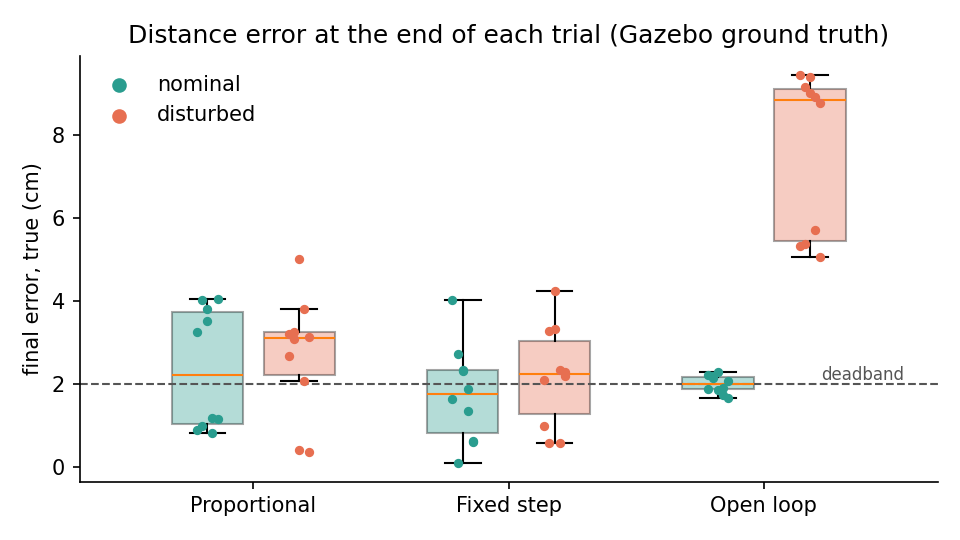 Distance error at the end of each trial (Gazebo ground truth)
nominal
disturbed
final error, true (cm)
8
6
4
2
0
deadband
Proportional
Fixed step
Open loop